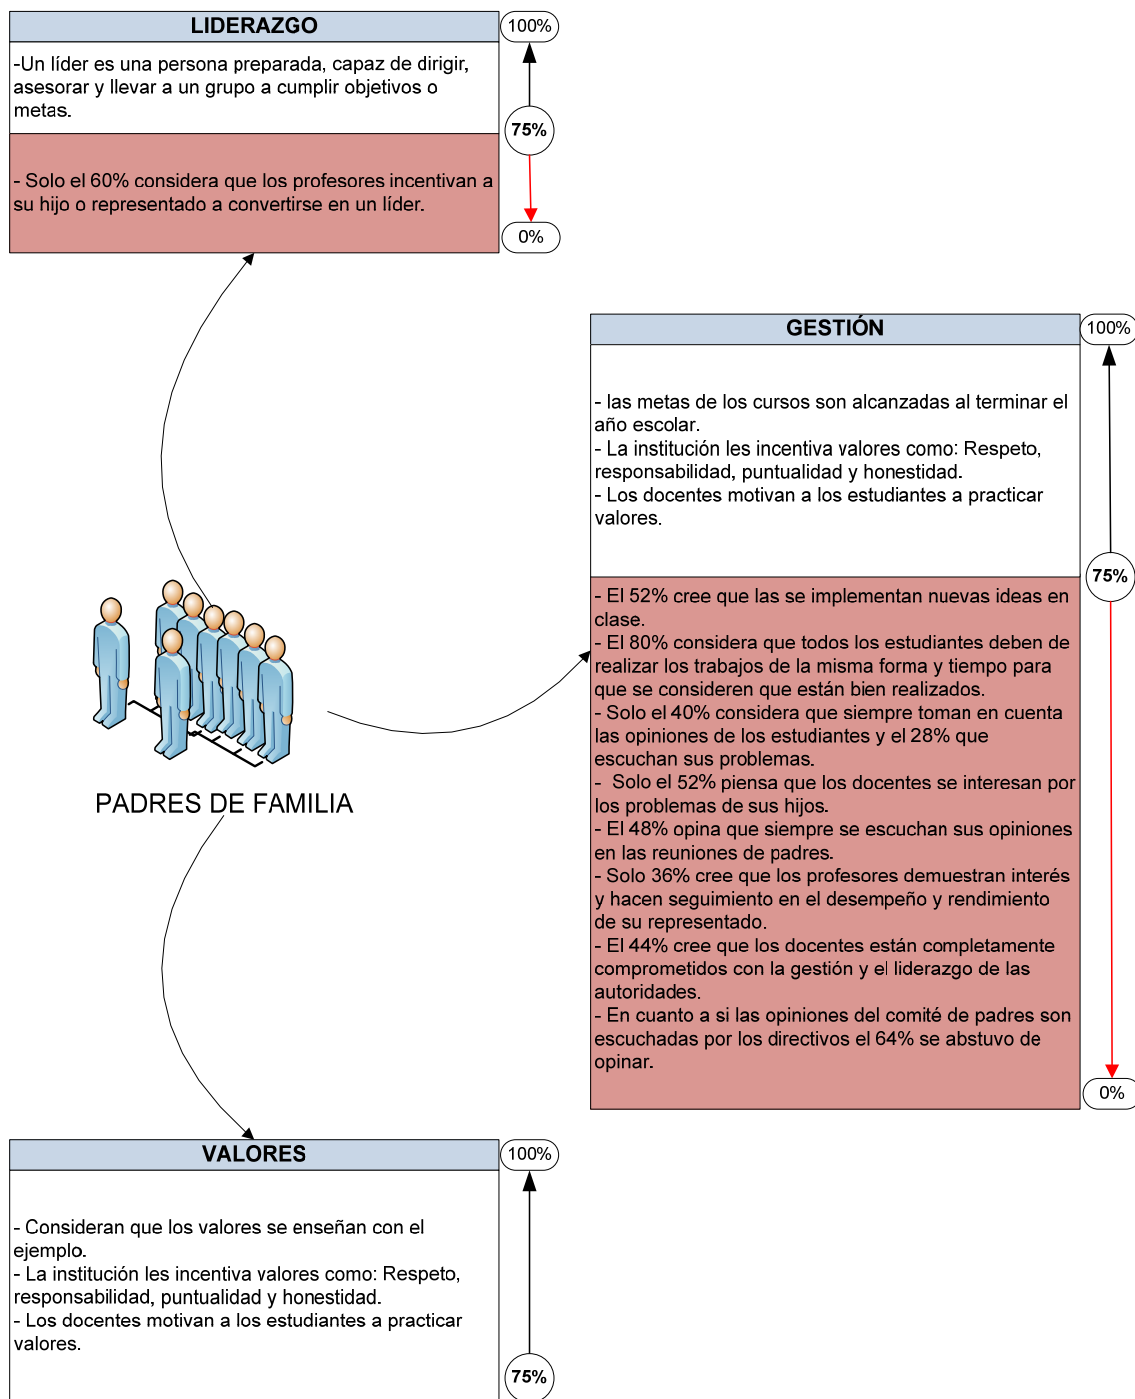 LIDERAZGO
100%
-Un líder es una persona preparada, capaz de dirigir,
asesorar y llevar a un grupo a cumplir objetivos o
metas.
75%
- Solo el 60% considera que los profesores incentivan a
su hijo o representado a convertirse en un líder.
0%
GESTIÓN
100%
- las metas de los cursos son alcanzadas al terminar el
año escolar.
- La institución les incentiva valores como: Respeto,
responsabilidad, puntualidad y honestidad.
- Los docentes motivan a los estudiantes a practicar
valores.
75%
- El 52% cree que las se implementan nuevas ideas en
clase.
- El 80% considera que todos los estudiantes deben de
realizar los trabajos de la misma forma y tiempo para
que se consideren que están bien realizados.
- Solo el 40% considera que siempre toman en cuenta
las opiniones de los estudiantes y el 28% que
escuchan sus problemas.
- Solo el 52% piensa que los docentes se interesan por
los problemas de sus hijos.
- El 48% opina que siempre se escuchan sus opiniones
en las reuniones de padres.
- Solo 36% cree que los profesores demuestran interés
y hacen seguimiento en el desempeño y rendimiento
de su representado.
- El 44% cree que los docentes están completamente
comprometidos con la gestión y el liderazgo de las
autoridades.
- En cuanto a si las opiniones del comité de padres son
escuchadas por los directivos el 64% se abstuvo de
opinar.
0%
PADRES DE FAMILIA
VALORES
100%
- Consideran que los valores se enseñan con el
ejemplo.
- La institución les incentiva valores como: Respeto,
responsabilidad, puntualidad y honestidad.
- Los docentes motivan a los estudiantes a practicar
valores.
75%